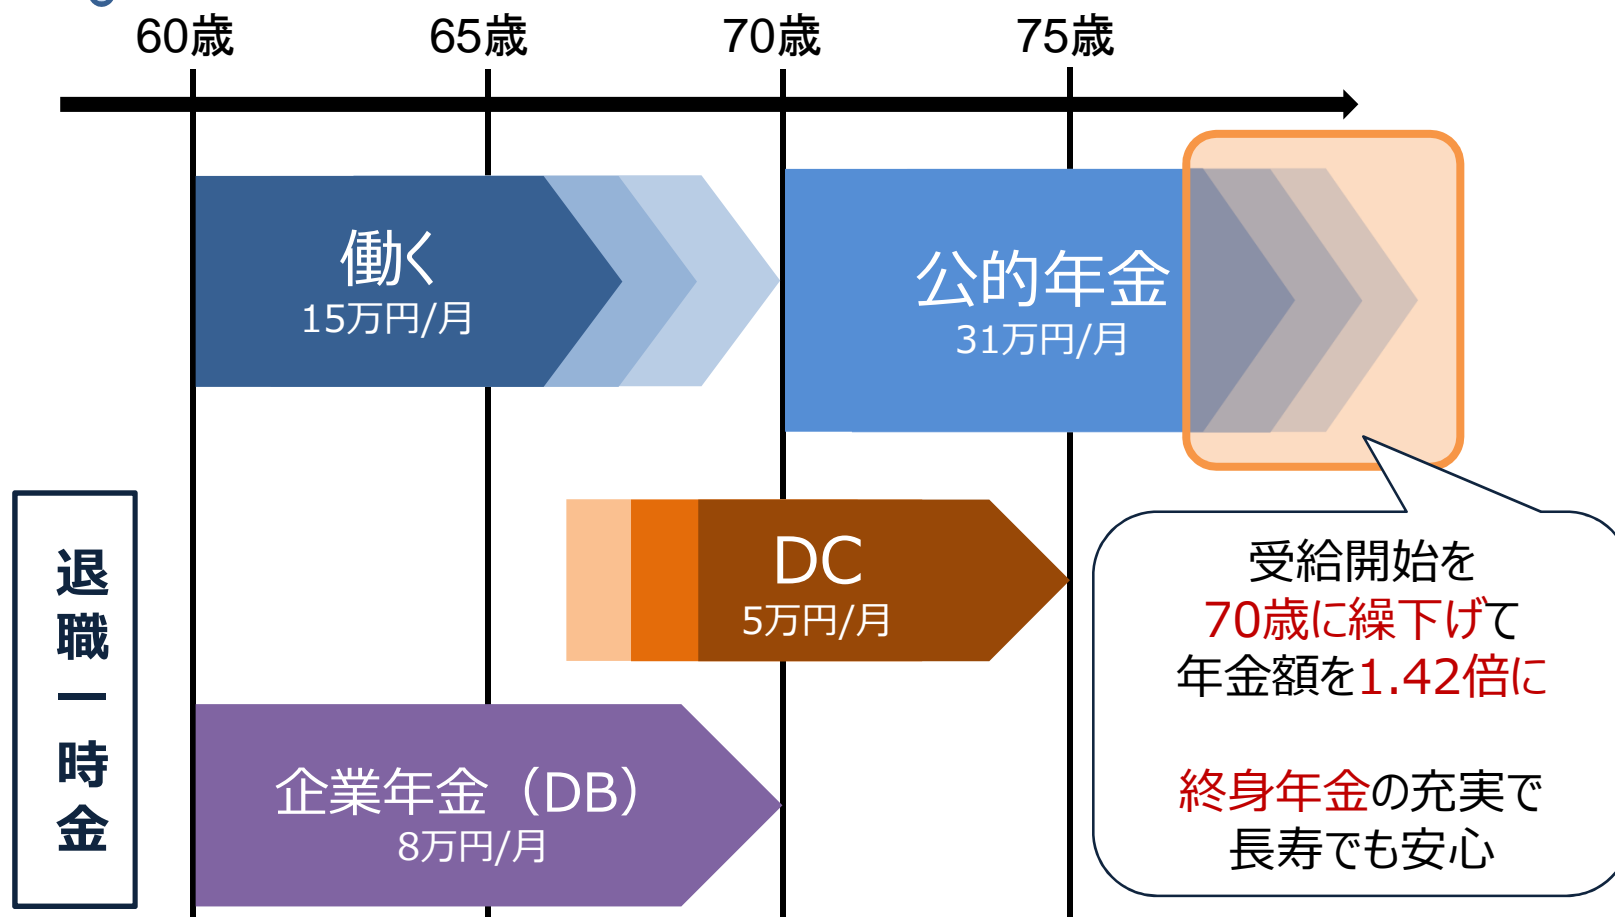 60歳
65歳
70歳
75歳
働く
15万円/月
公的年金
31万円/月
DC
5万円/月
企業年金（DB）
8万円/月
退職一時金
受給開始を
70歳に繰下げて
年金額を1.42倍に
終身年金の充実で
長寿でも安心